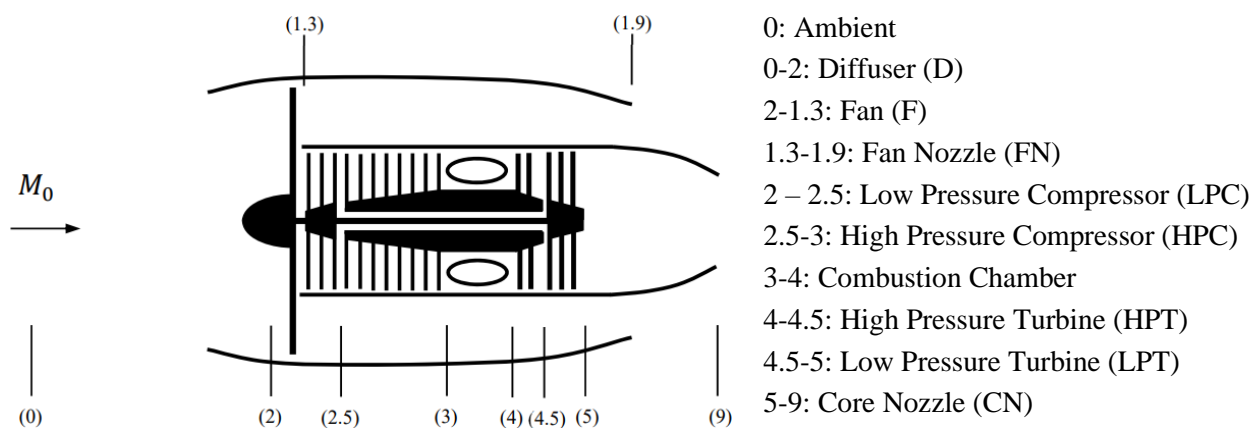 (1.3)
(1.9)
M₀
(0)
(2)
(2.5)
(3)
(4)
(4.5)
(5)
(9)
0: Ambient
0-2: Diffuser (D)
2-1.3: Fan (F)
1.3-1.9: Fan Nozzle (FN)
2 – 2.5: Low Pressure Compressor (LPC)
2.5-3: High Pressure Compressor (HPC)
3-4: Combustion Chamber
4-4.5: High Pressure Turbine (HPT)
4.5-5: Low Pressure Turbine (LPT)
5-9: Core Nozzle (CN)